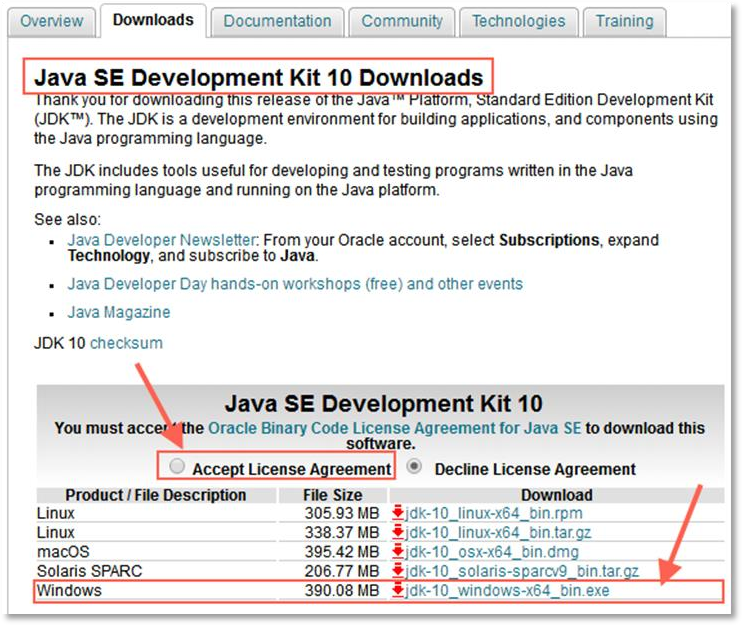 Overview Downloads Documentation Community Technologies Training
Java SE Development Kit 10 Downloads
Thank you for downloading this release of the Java™ Platform, Standard Edition Development Kit
(JDK™). The JDK is a development environment for building applications, and components using
the Java programming language.
The JDK includes tools useful for developing and testing programs written in the Java
programming language and running on the Java platform.
See also:
Java Developer Newsletter: From your Oracle account, select Subscriptions, expand
Technology, and subscribe to Java.
Java Developer Day hands-on workshops (free) and other events
Java Magazine
JDK 10 checksum
Java SE Development Kit 10
You must accept the Oracle Binary Code License Agreement for Java SE to download this
software.
Accept License Agreement Decline License Agreement
Product / File Description File Size Download
Linux 305.93 MB jdk-10_linux-x64_bin.rpm
Linux 338.37 MB jdk-10_linux-x64_bin.tar.gz
macOS 395.42 MB jdk-10_osx-x64_bin.dmg
Solaris SPARC 206.77 MB jdk-10_solaris-sparcv9_bin.tar.gz
Windows 390.08 MB jdk-10_windows-x64_bin.exe